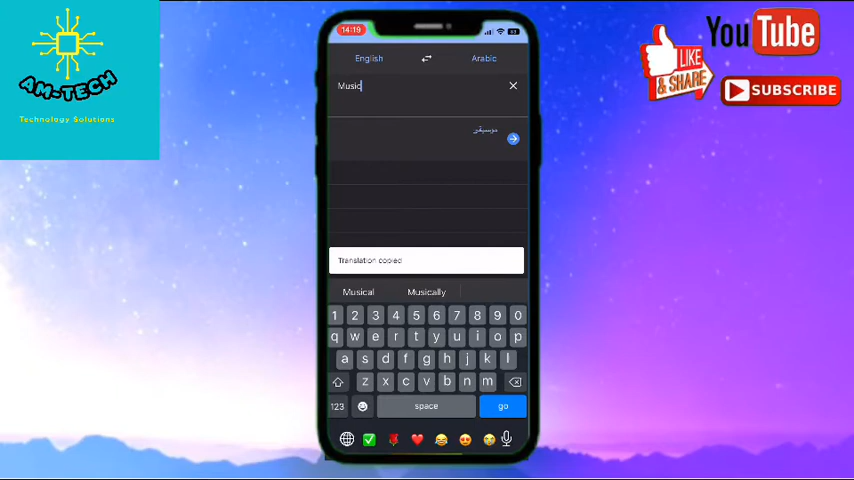 AM-TECH
Technology Solutions
YouTube
LIKE
& SHARE
SUBSCRIBE
14:19
English
Arabic
Music
موسيقى
Translation copied
Musical
Musically
1 2 3 4 5 6 7 8 9 0
q w e r t y u i o p
a s d f g h j k l
z x c v b n m
123
space
go